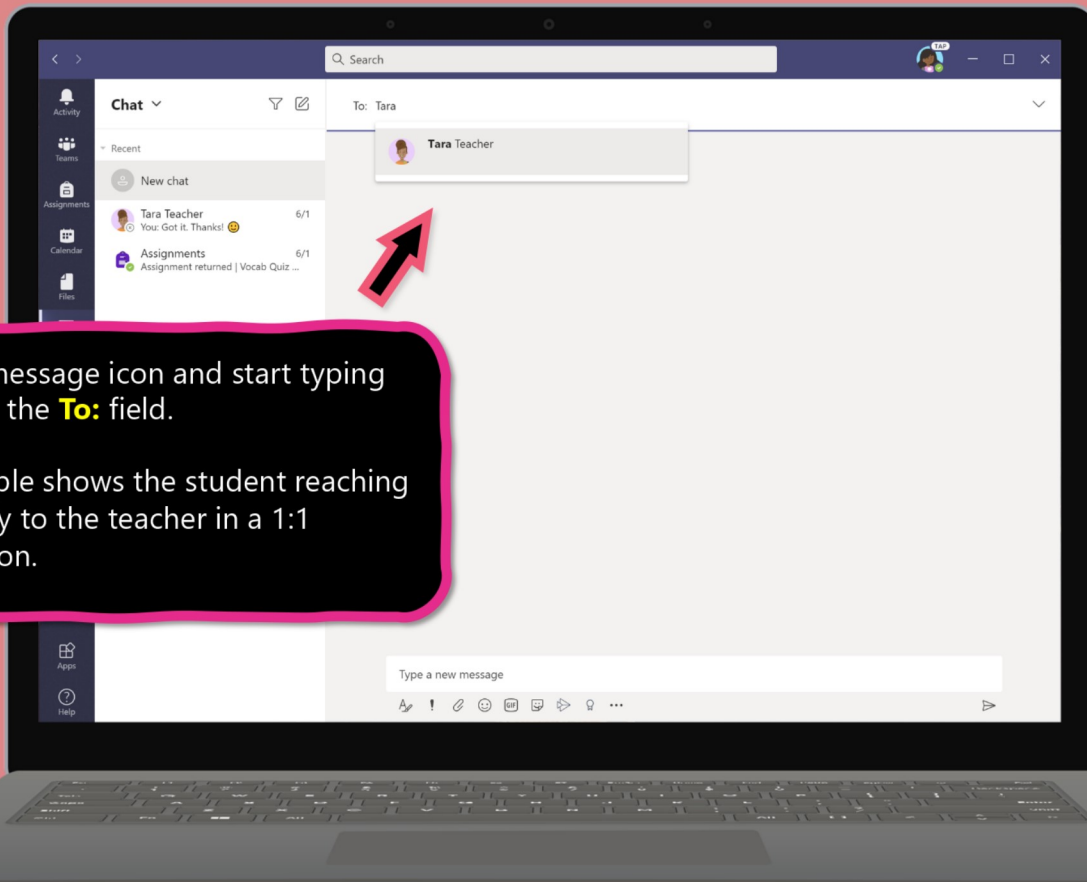 Search
TAP
Activity
Chat
To: Tara
Teams
Recent
Tara Teacher
New chat
Assignments
Tara Teacher 6/1
You: Got it. Thanks! 😃
Calendar
Assignments 6/1
Assignment returned | Vocab Quiz ...
Files
message icon and start typing
the To: field.
shows the student reaching
to the teacher in a 1:1
Apps
Help
Type a new message
GIF